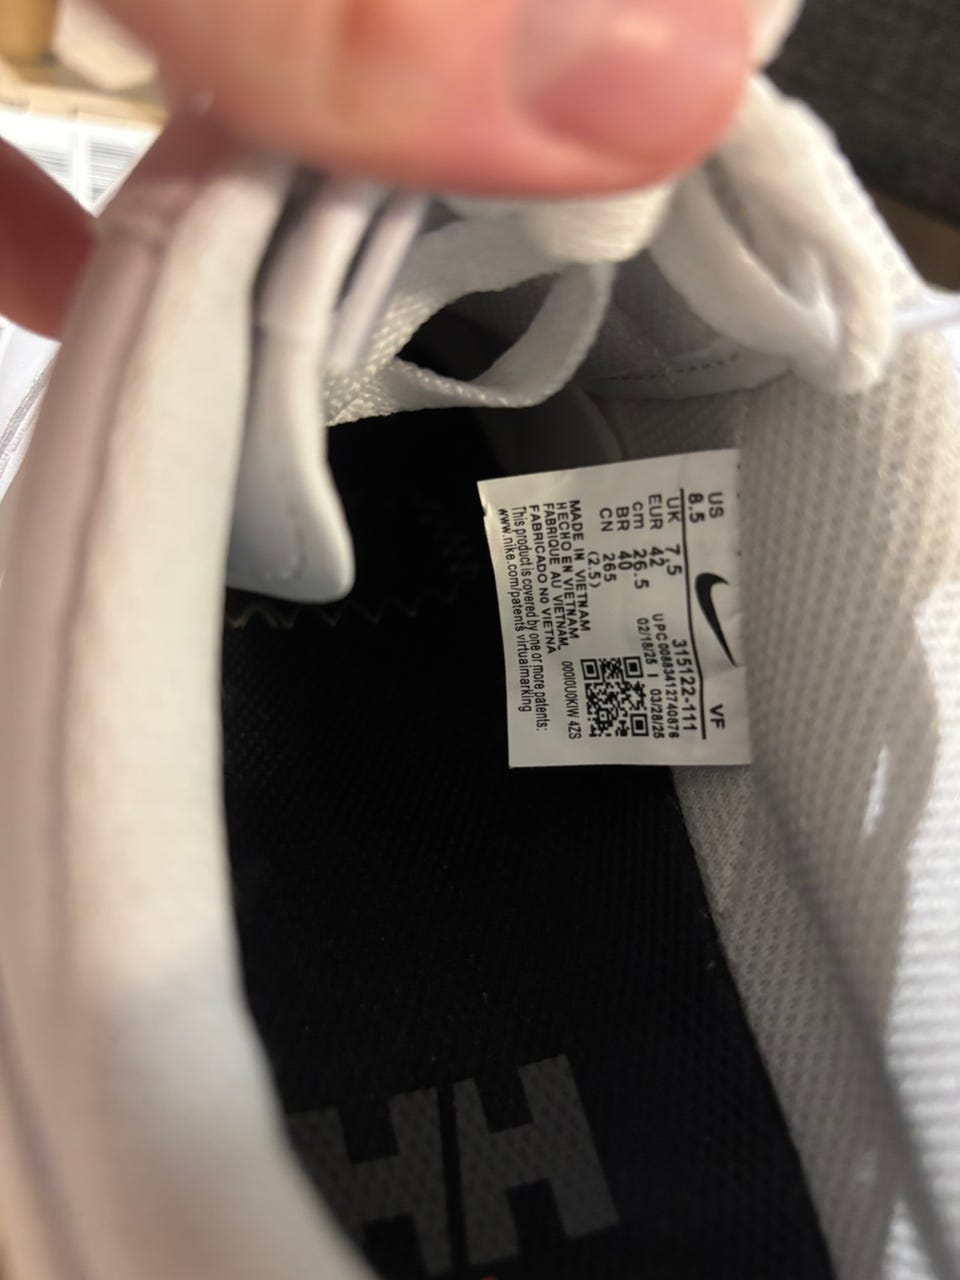 US 8.5 VF
UK 7.5 315122-111
EUR 42 UPC 00883412740876
cm 26.5 02/18/25 | 03/28/25
BR 40
CN 265
(2.5)
MADE IN VIETNAM
HECHO EN VIETNAM
FABRIQUE AU VIETNAM
FABRICADO NO VIETNA
This product is covered by one or more patents:
www.nike.com/patents virtualmarking
HH